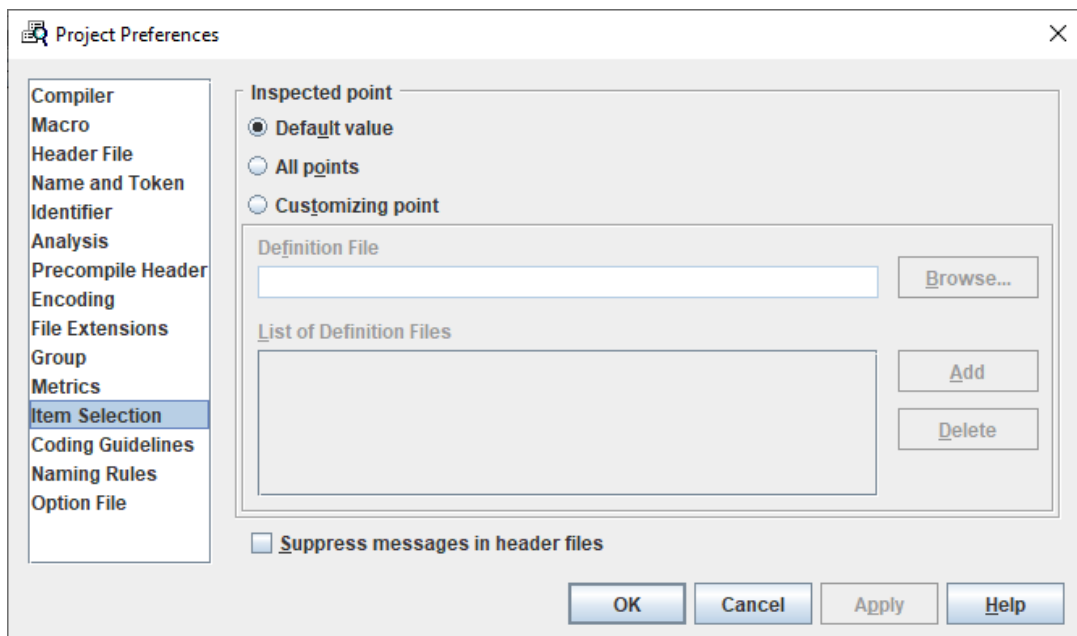 Project Preferences
Compiler
Macro
Header File
Name and Token
Identifier
Analysis
Precompile Header
Encoding
File Extensions
Group
Metrics
Item Selection
Coding Guidelines
Naming Rules
Option File
Inspected point
Default value
All points
Customizing point
Definition File
Browse...
List of Definition Files
Add
Delete
Suppress messages in header files
OK
Cancel
Apply
Help